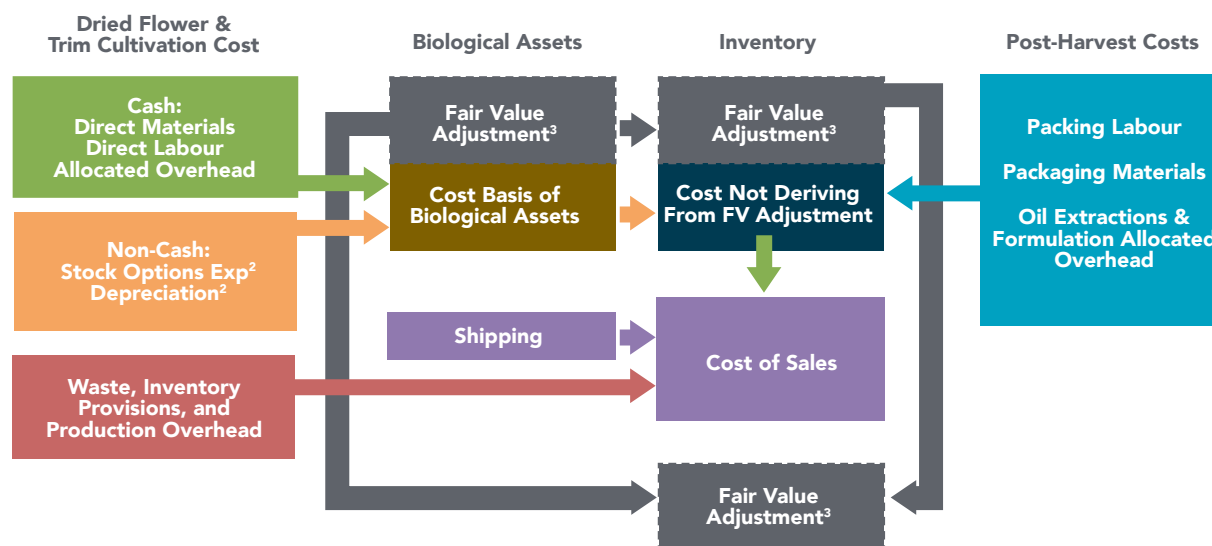 Dried Flower &
Trim Cultivation Cost
Biological Assets
Inventory
Post-Harvest Costs
Cash:
Direct Materials
Direct Labour
Allocated Overhead
Fair Value
Adjustment³
Fair Value
Adjustment³
Packing Labour
Packaging Materials
Oil Extractions &
Formulation Allocated
Overhead
Cost Basis of
Biological Assets
Cost Not Deriving
From FV Adjustment
Non-Cash:
Stock Options Exp²
Depreciation²
Shipping
Cost of Sales
Waste, Inventory
Provisions, and
Production Overhead
Fair Value
Adjustment³